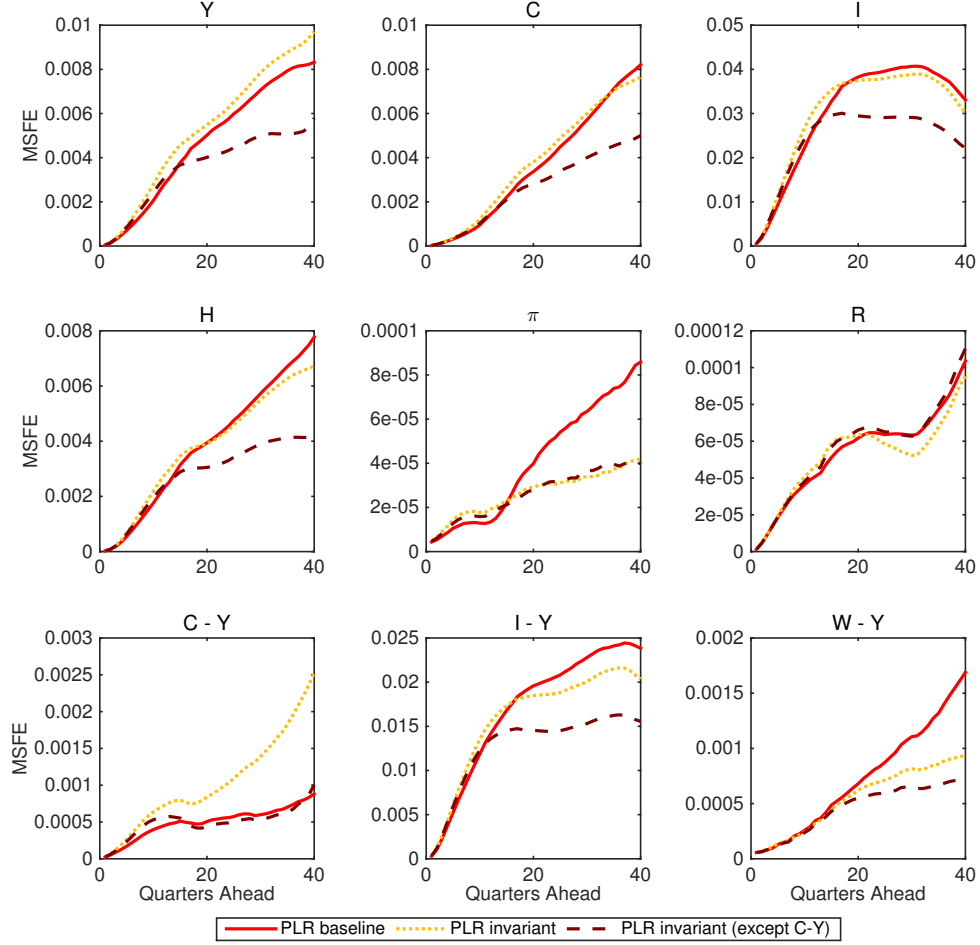 Y
C
I
0.01
0.008
0.006
0.004
0.002
0
MSFE
0 20 40
0.01
0.008
0.006
0.004
0.002
0
0 20 40
0.05
0.04
0.03
0.02
0.01
0
0 20 40
H
π
R
0.008
0.006
0.004
0.002
0
MSFE
0 20 40
0.0001
8e-05
6e-05
4e-05
2e-05
0
0 20 40
0.00012
0.0001
8e-05
6e-05
4e-05
2e-05
0
0 20 40
C - Y
I - Y
W - Y
0.003
0.0025
0.002
0.0015
0.001
0.0005
0
MSFE
0 20 40
Quarters Ahead
0.025
0.02
0.015
0.01
0.005
0
0 20 40
Quarters Ahead
0.002
0.0015
0.001
0.0005
0
0 20 40
Quarters Ahead
PLR baseline PLR invariant PLR invariant (except C-Y)